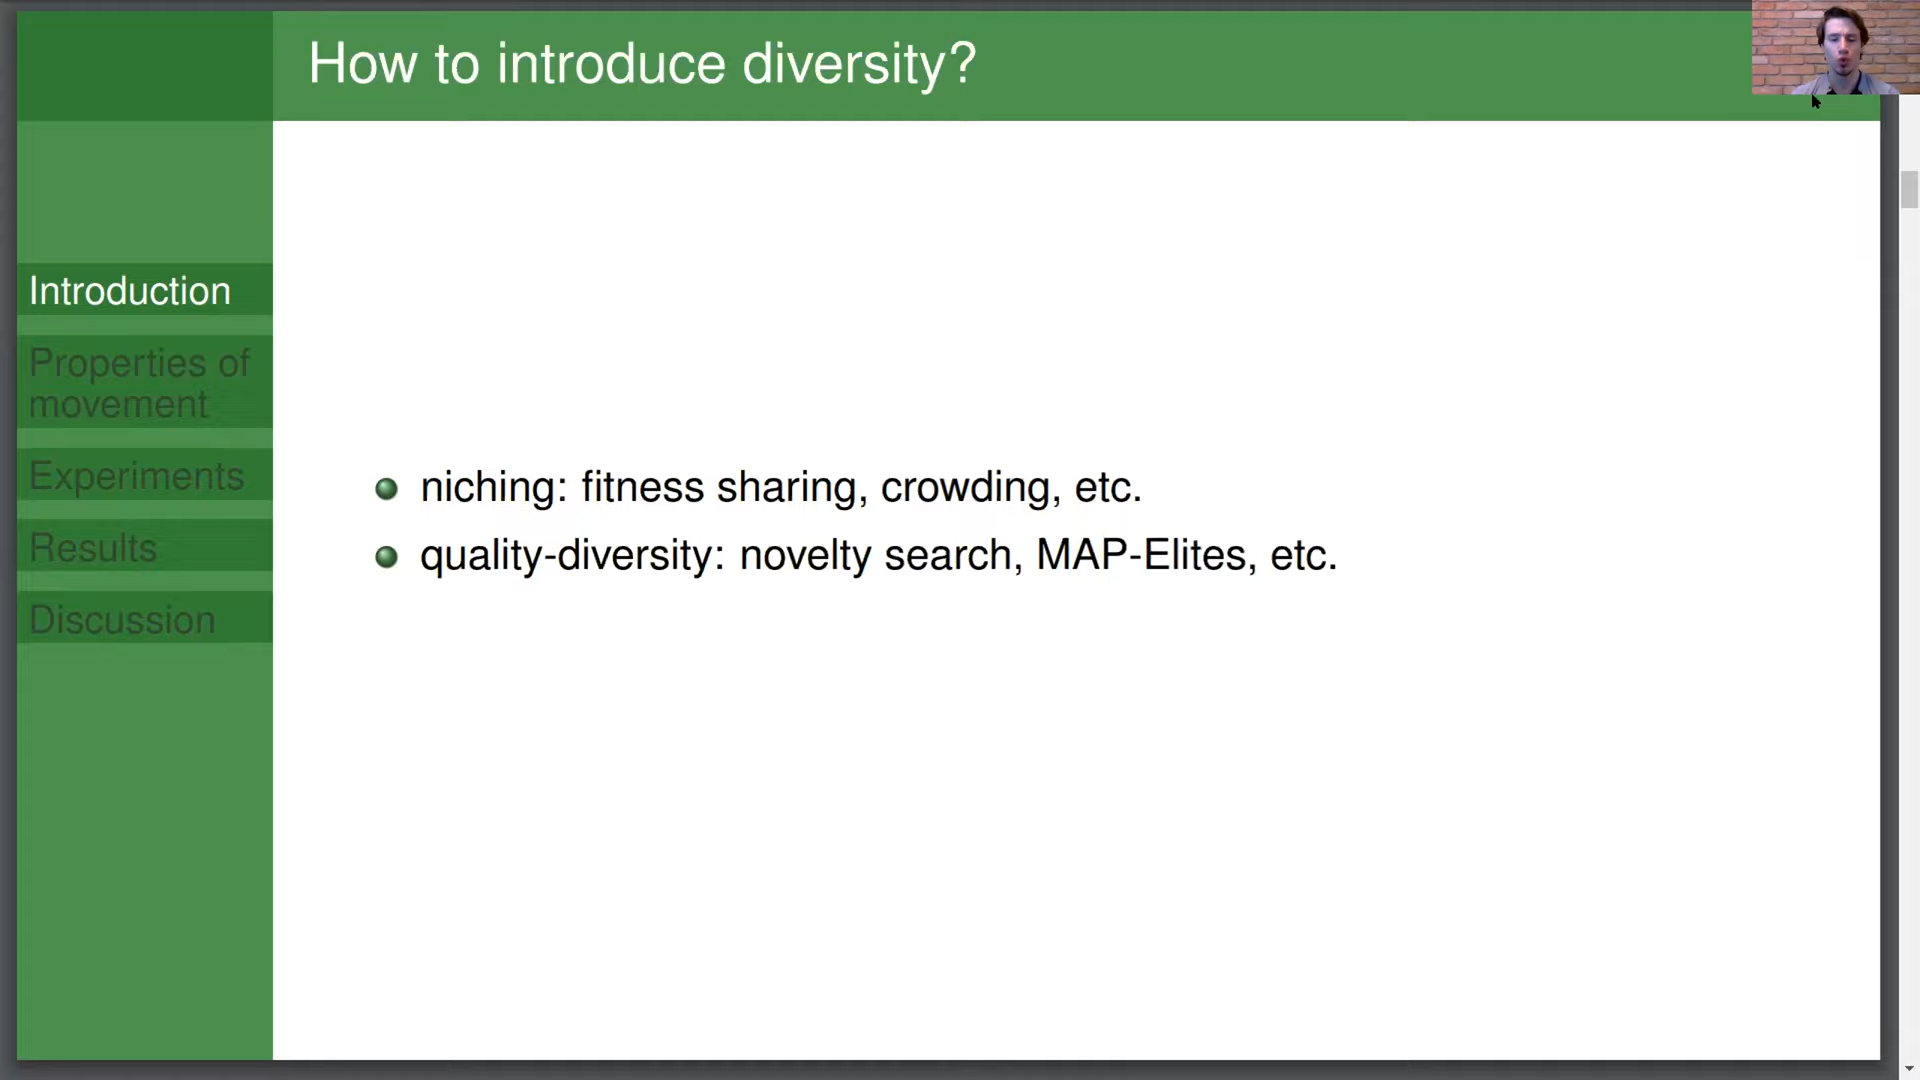 How to introduce diversity?
Introduction
Properties of
movement
Experiments
Results
Discussion
niching: fitness sharing, crowding, etc.
quality-diversity: novelty search, MAP-Elites, etc.